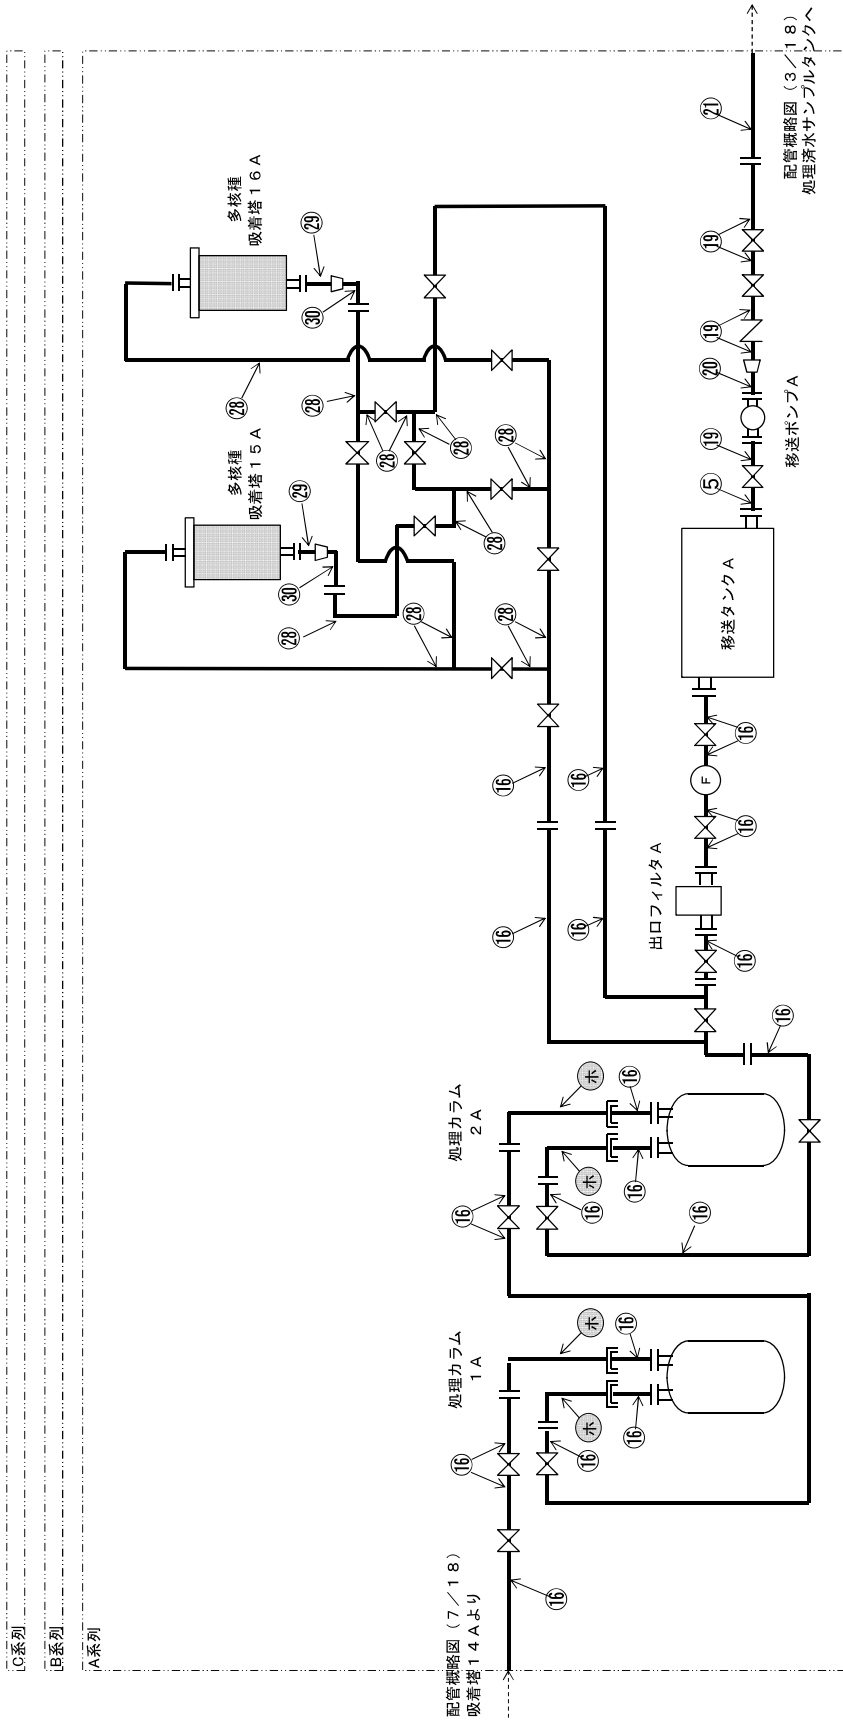 C系列
B系列
A系列
配管概略図(7/18)
吸着塔14Aより
⑯
⑯
処理カラム
1A
ホ
ホ
⑯
⑯
⑯
⑯
処理カラム
2A
ホ
ホ
⑯
⑯
⑯
⑯
⑯
⑯
⑯
⑯
⑯
⑯
出口フィルタA
⑯
⑯
F
⑯
移送タンクA
多核種
吸着塔15A
㉙
㉚
㉘
㉘
㉘
㉘
㉘
㉘
㉘
㉘
㉘
多核種
吸着塔16A
㉙
㉚
⑤
⑲
移送ポンプA
⑳
⑲
⑲
㉑
配管概略図(3/18)
処理済水サンプルタンクへ